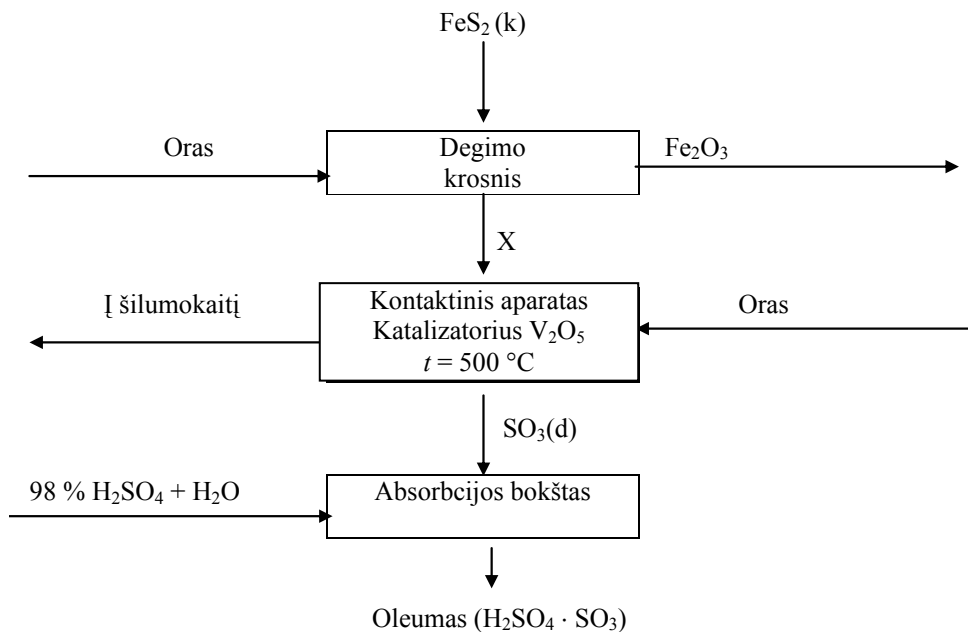 FeS₂ (k)
Oras
Degimo
krosnis
Fe₂O₃
X
Į šilumokaitį
Kontaktinis aparatas
Katalizatorius V₂O₅
t = 500 °C
Oras
SO₃(d)
98 % H₂SO₄ + H₂O
Absorbcijos bokštas
Oleumas (H₂SO₄ · SO₃)